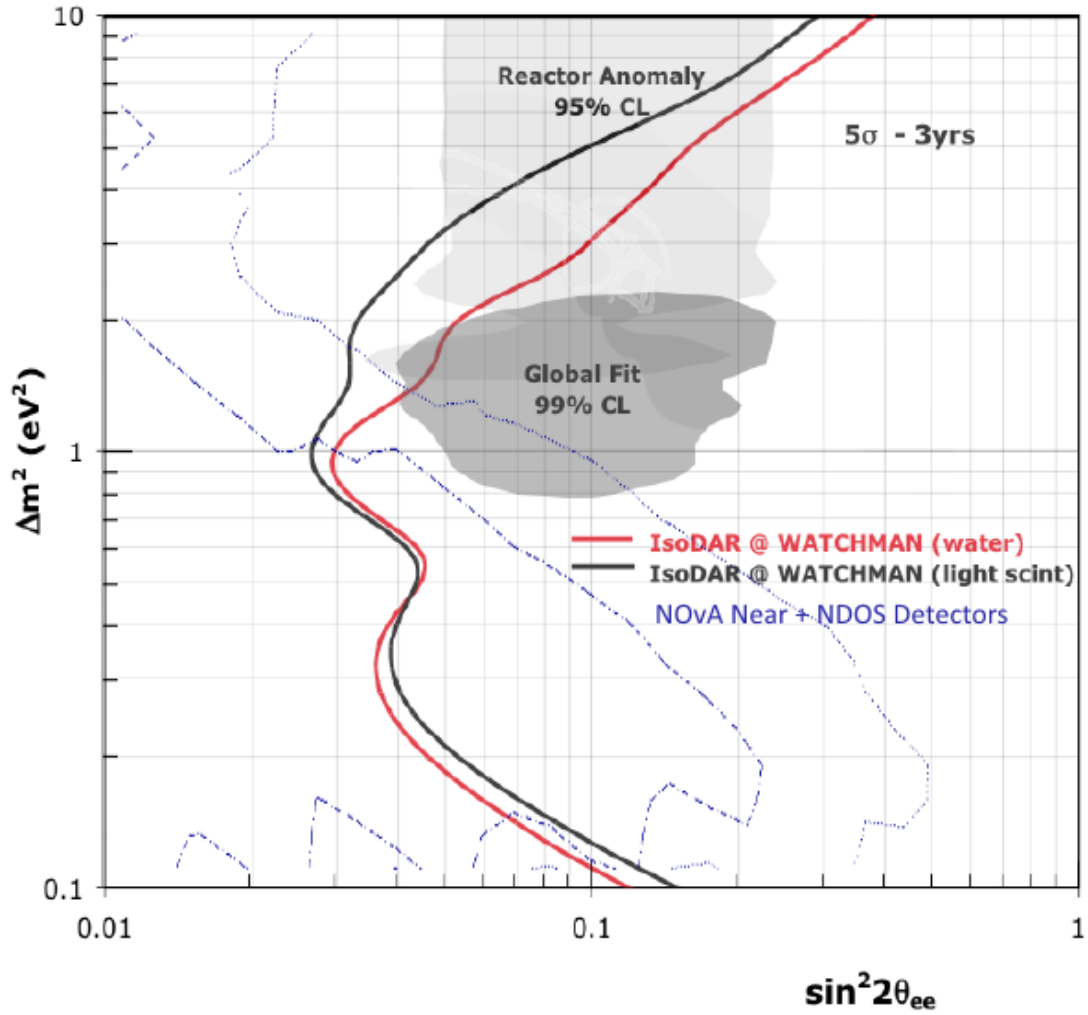 10
Reactor Anomaly
95% CL
5σ - 3yrs
Global Fit
99% CL
1
Δm² (eV²)
IsoDAR @ WATCHMAN (water)
IsoDAR @ WATCHMAN (light scint)
NOvA Near + NDOS Detectors
0.1
0.01
0.1
1
sin²2θee